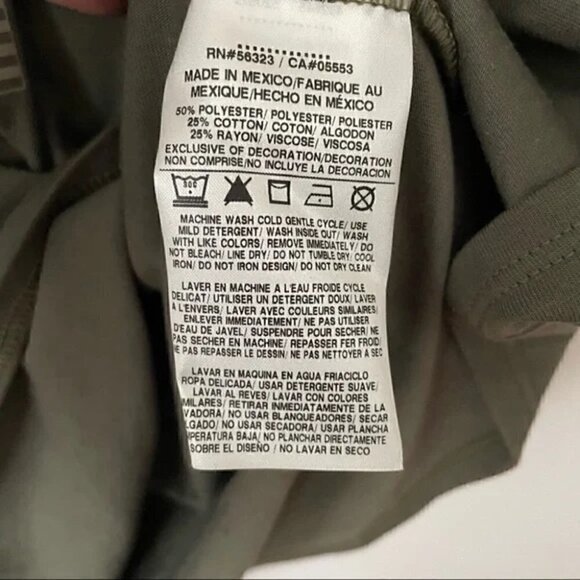 RN#56323 / CA#05553
MADE IN MEXICO/FABRIQUE AU
MEXIQUE/HECHO EN MÉXICO
50% POLYESTER/ POLYESTER/ POLIESTER
25% COTTON/ COTON/ ALGODON
25% RAYON/ VISCOSE/ VISCOSA
EXCLUSIVE OF DECORATION/DECORATION
NON COMPRISE/NO INCLUYE LA DECORACION
MACHINE WASH COLD GENTLE CYCLE/ USE
MILD DETERGENT/ WASH INSIDE OUT/ WASH
WITH LIKE COLORS/ REMOVE IMMEDIATELY/ DO
NOT BLEACH/ LINE DRY/ DO NOT TUMBLE DRY/ COOL
IRON/ DO NOT IRON DESIGN/ DO NOT DRY CLEAN
LAVER EN MACHINE A L'EAU FROIDE CYCLE
DELICAT/ UTILISER UN DETERGENT DOUX/ LAVER
A L'ENVERS/ LAVER AVEC COULEURS SIMILAIRES/
ENLEVER IMMEDIATEMENT/ NE PAS UTILISER
D'EAU DE JAVEL/ SUSPENDRE POUR SECHER/ NE
PAS SECHER EN MACHINE/ REPASSER FER FROID/
NE PAS REPASSER LE DESSIN/ NE PAS NETTOYER A SEC
LAVAR EN MAQUINA EN AGUA FRIA/CICLO
ROPA DELICADA/ USAR DETERGENTE SUAVE/
LAVAR AL REVES/ LAVAR CON COLORES
MILARES/ RETIRAR INMEDIATAMENTE DE LA
VADORA/ NO USAR BLANQUEADORES/ SECAR
LGADO/ NO USAR SECADORA/ USAR PLANCHA
MPERATURA BAJA/ NO PLANCHAR DIRECTAMENTE
SOBRE EL DISEÑO / NO LAVAR EN SECO